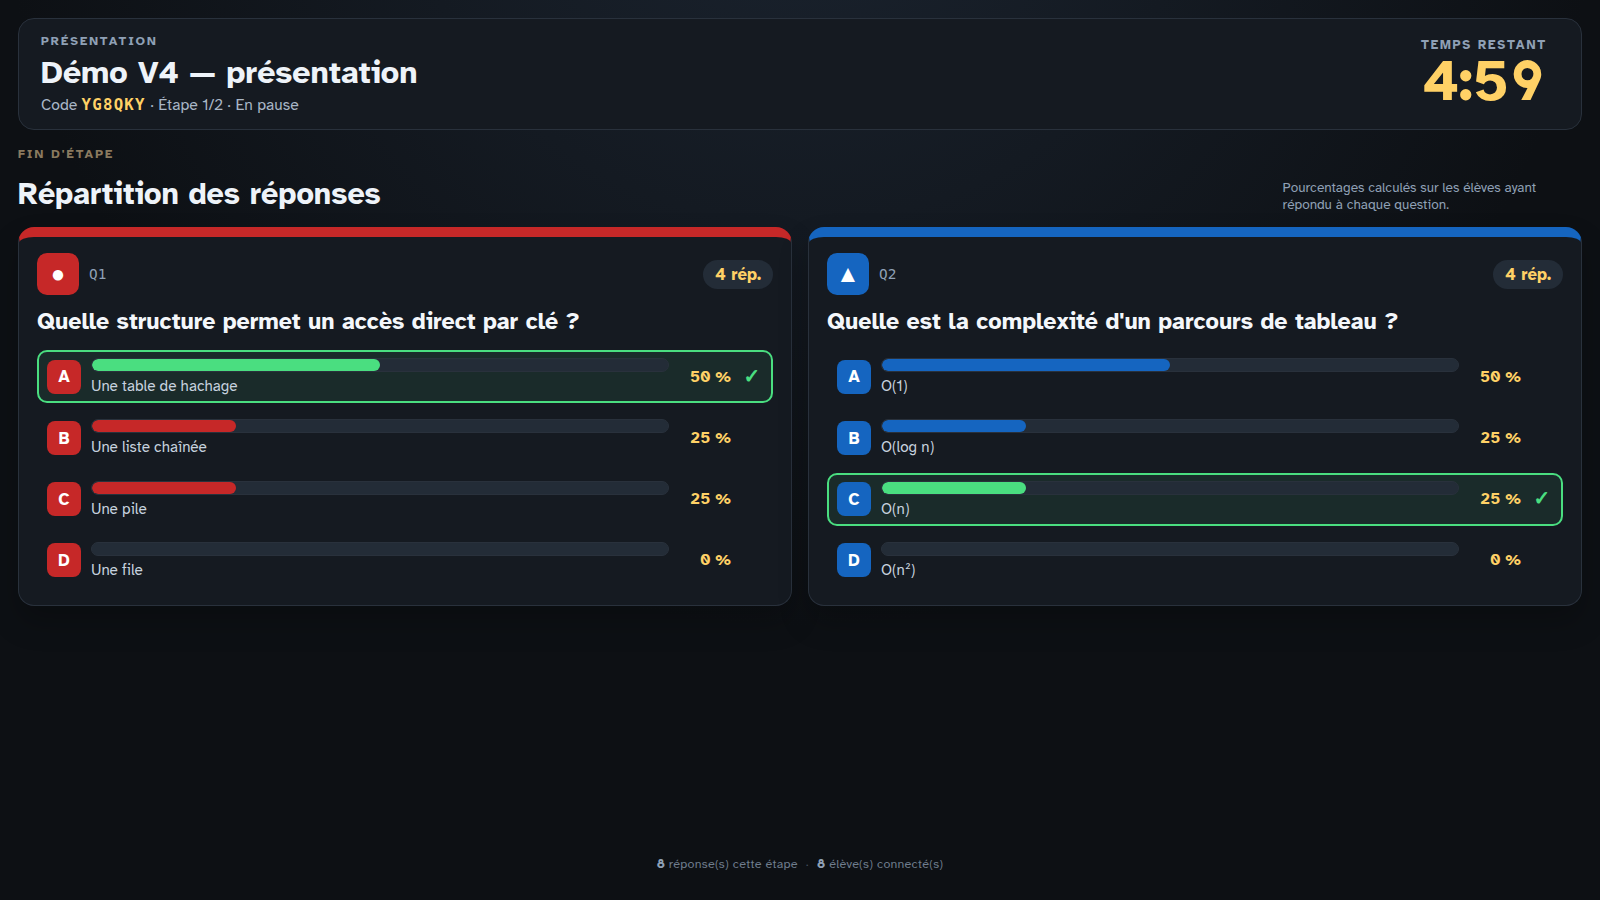 PRÉSENTATION
Démo V4 — présentation
Code YG8QKY · Étape 1/2 · En pause
TEMPS RESTANT
4:59
FIN D'ÉTAPE
Répartition des réponses
Pourcentages calculés sur les élèves ayant
répondu à chaque question.
● Q1 4 rép.
Quelle structure permet un accès direct par clé ?
A Une table de hachage 50 % ✓
B Une liste chaînée 25 %
C Une pile 25 %
D Une file 0 %
▲ Q2 4 rép.
Quelle est la complexité d'un parcours de tableau ?
A O(1) 50 %
B O(log n) 25 %
C O(n) 25 % ✓
D O(n²) 0 %
8 réponse(s) cette étape · 8 élève(s) connecté(s)